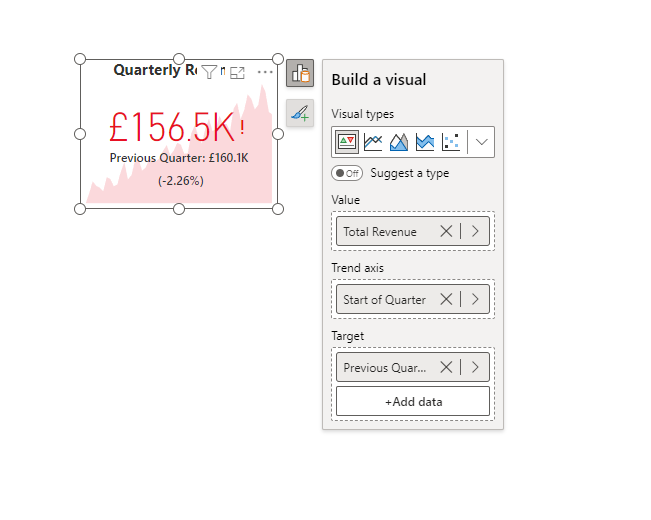 Quarterly Re
£156.5K!
Previous Quarter: £160.1K
(-2.26%)
Build a visual
Visual types
Off Suggest a type
Value
Total Revenue
Trend axis
Start of Quarter
Target
Previous Quar...
+Add data